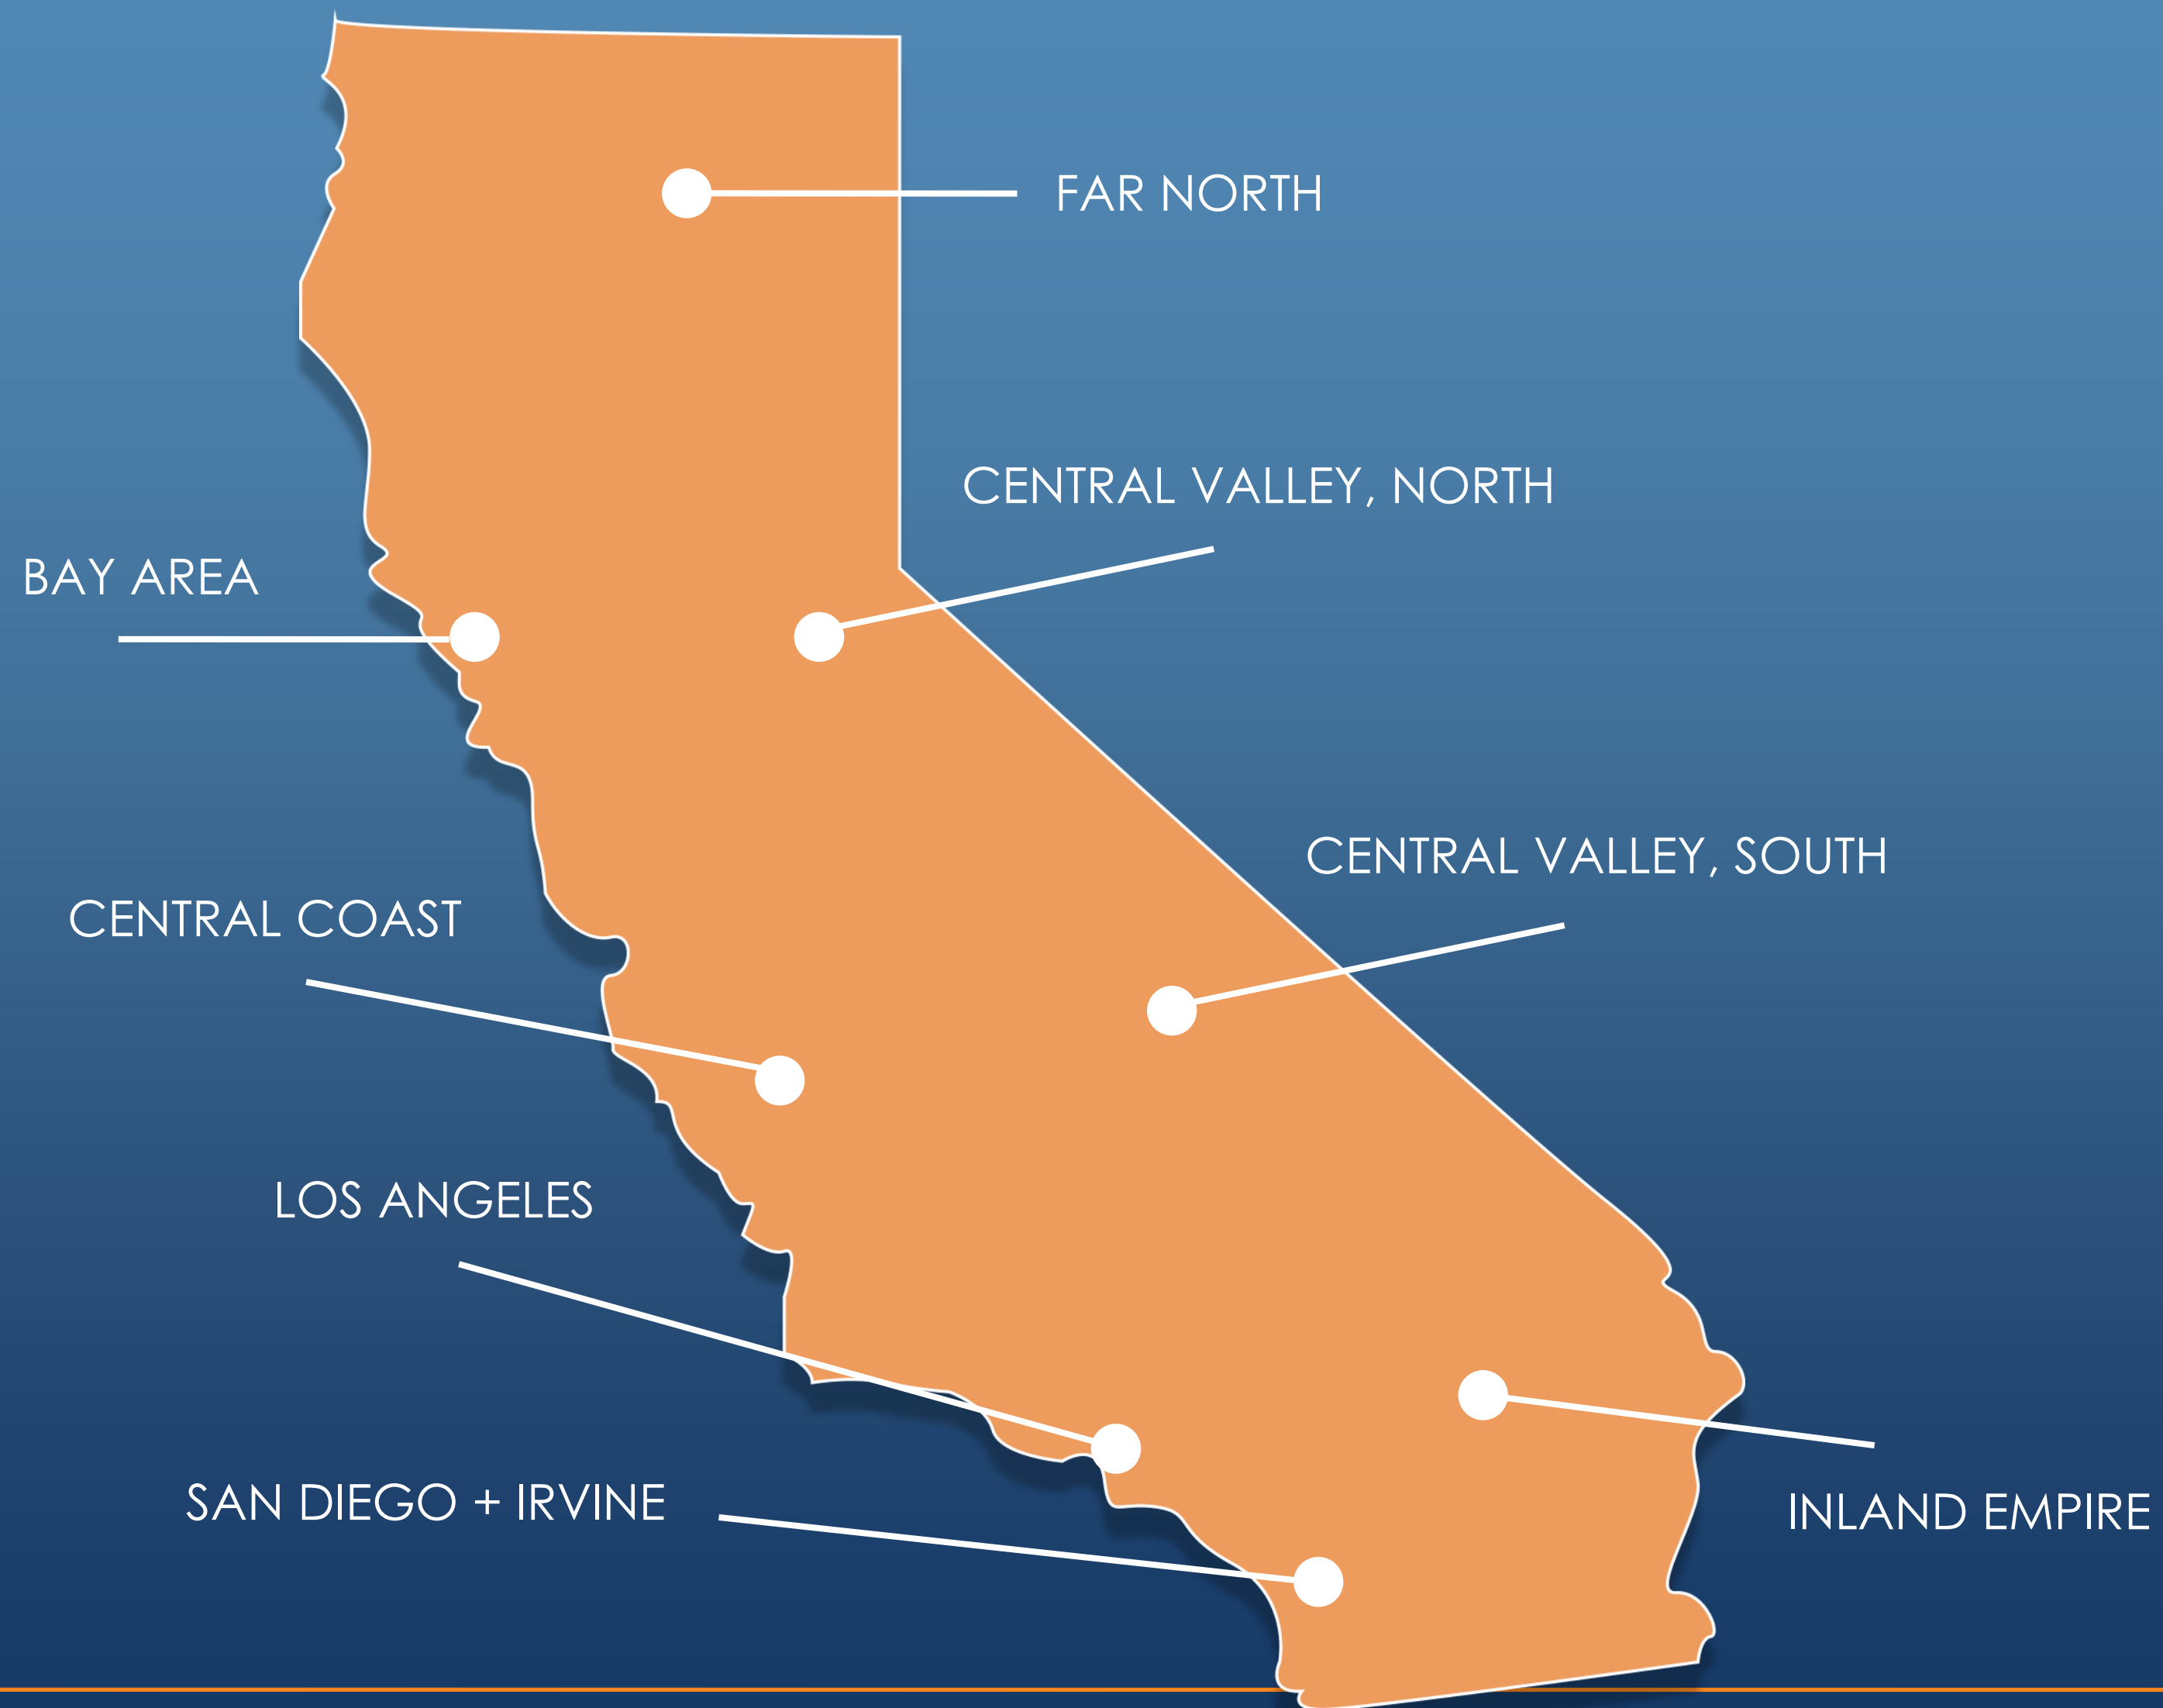 FAR NORTH
CENTRAL VALLEY, NORTH
BAY AREA
CENTRAL VALLEY, SOUTH
CENTRAL COAST
LOS ANGELES
SAN DIEGO + IRVINE
INLAND EMPIRE